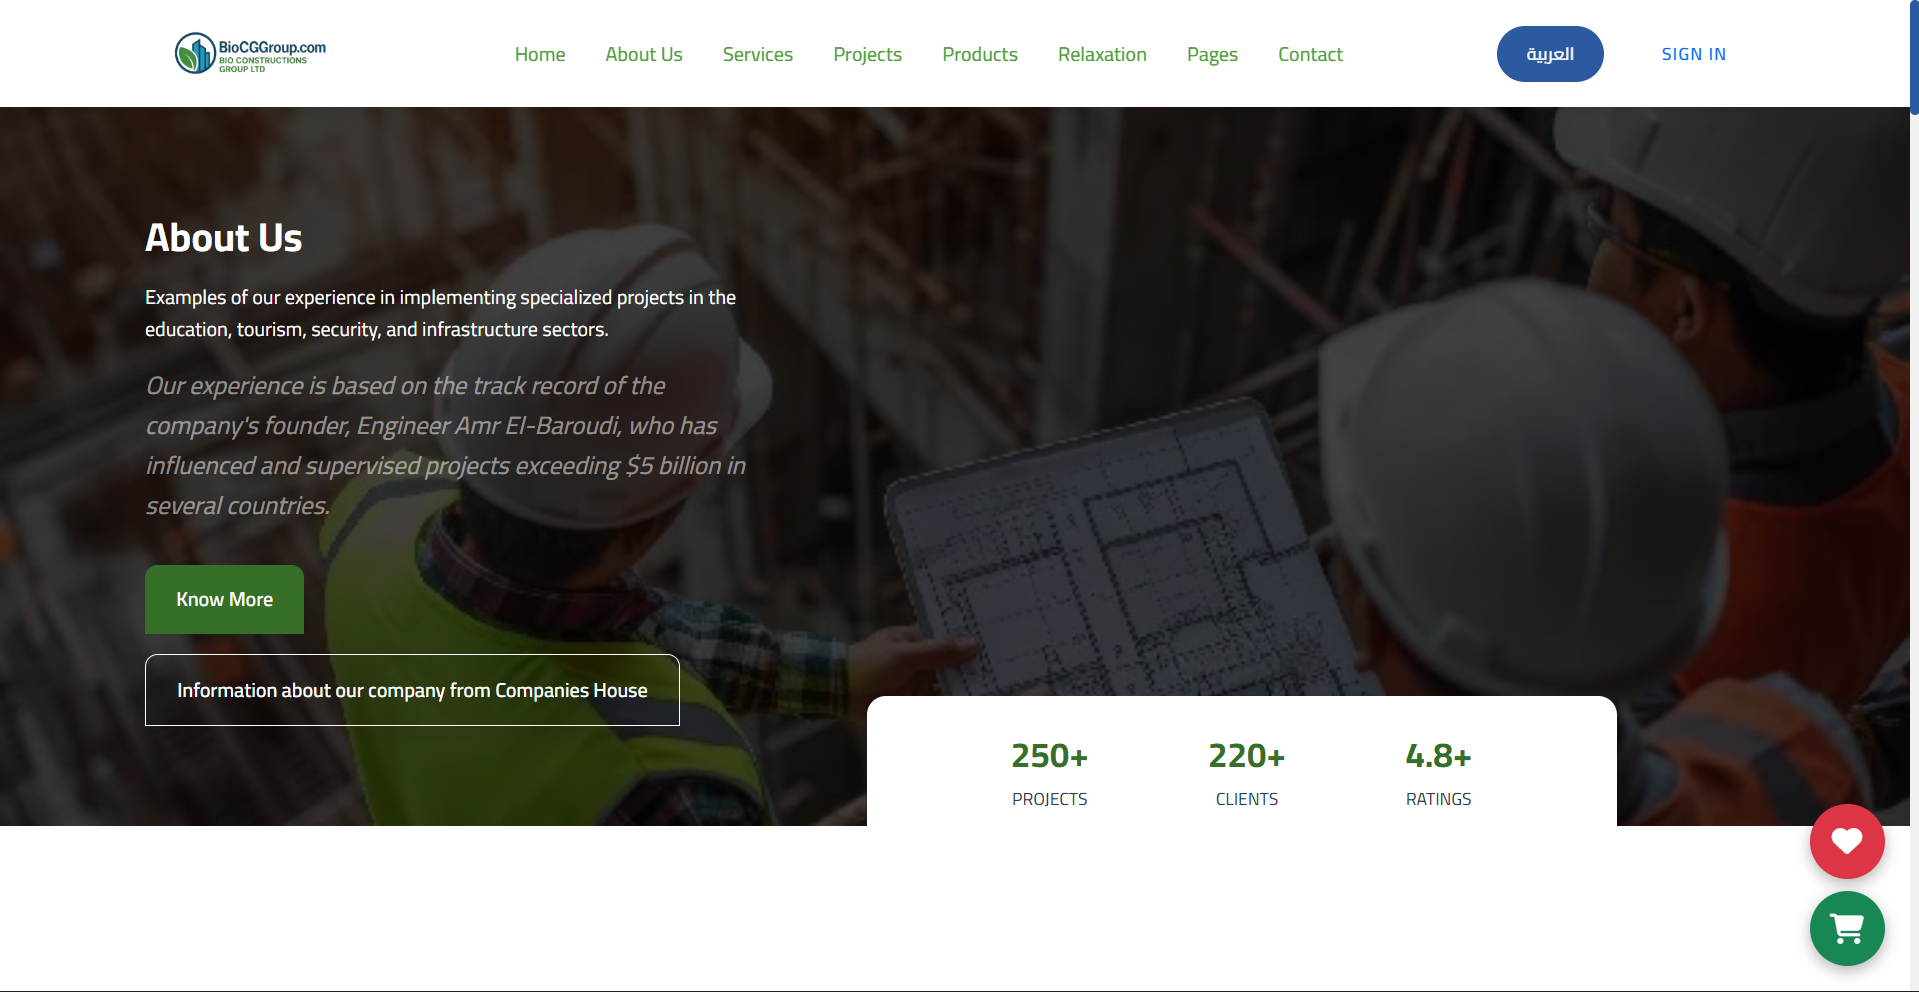 BioCGGroup.com
BIO CONSTRUCTIONS
GROUP LTD
Home
About Us
Services
Projects
Products
Relaxation
Pages
Contact
العربية
SIGN IN
About Us
Examples of our experience in implementing specialized projects in the
education, tourism, security, and infrastructure sectors.
Our experience is based on the track record of the
company's founder, Engineer Amr El-Baroudi, who has
influenced and supervised projects exceeding $5 billion in
several countries.
Know More
Information about our company from Companies House
250+
PROJECTS
220+
CLIENTS
4.8+
RATINGS